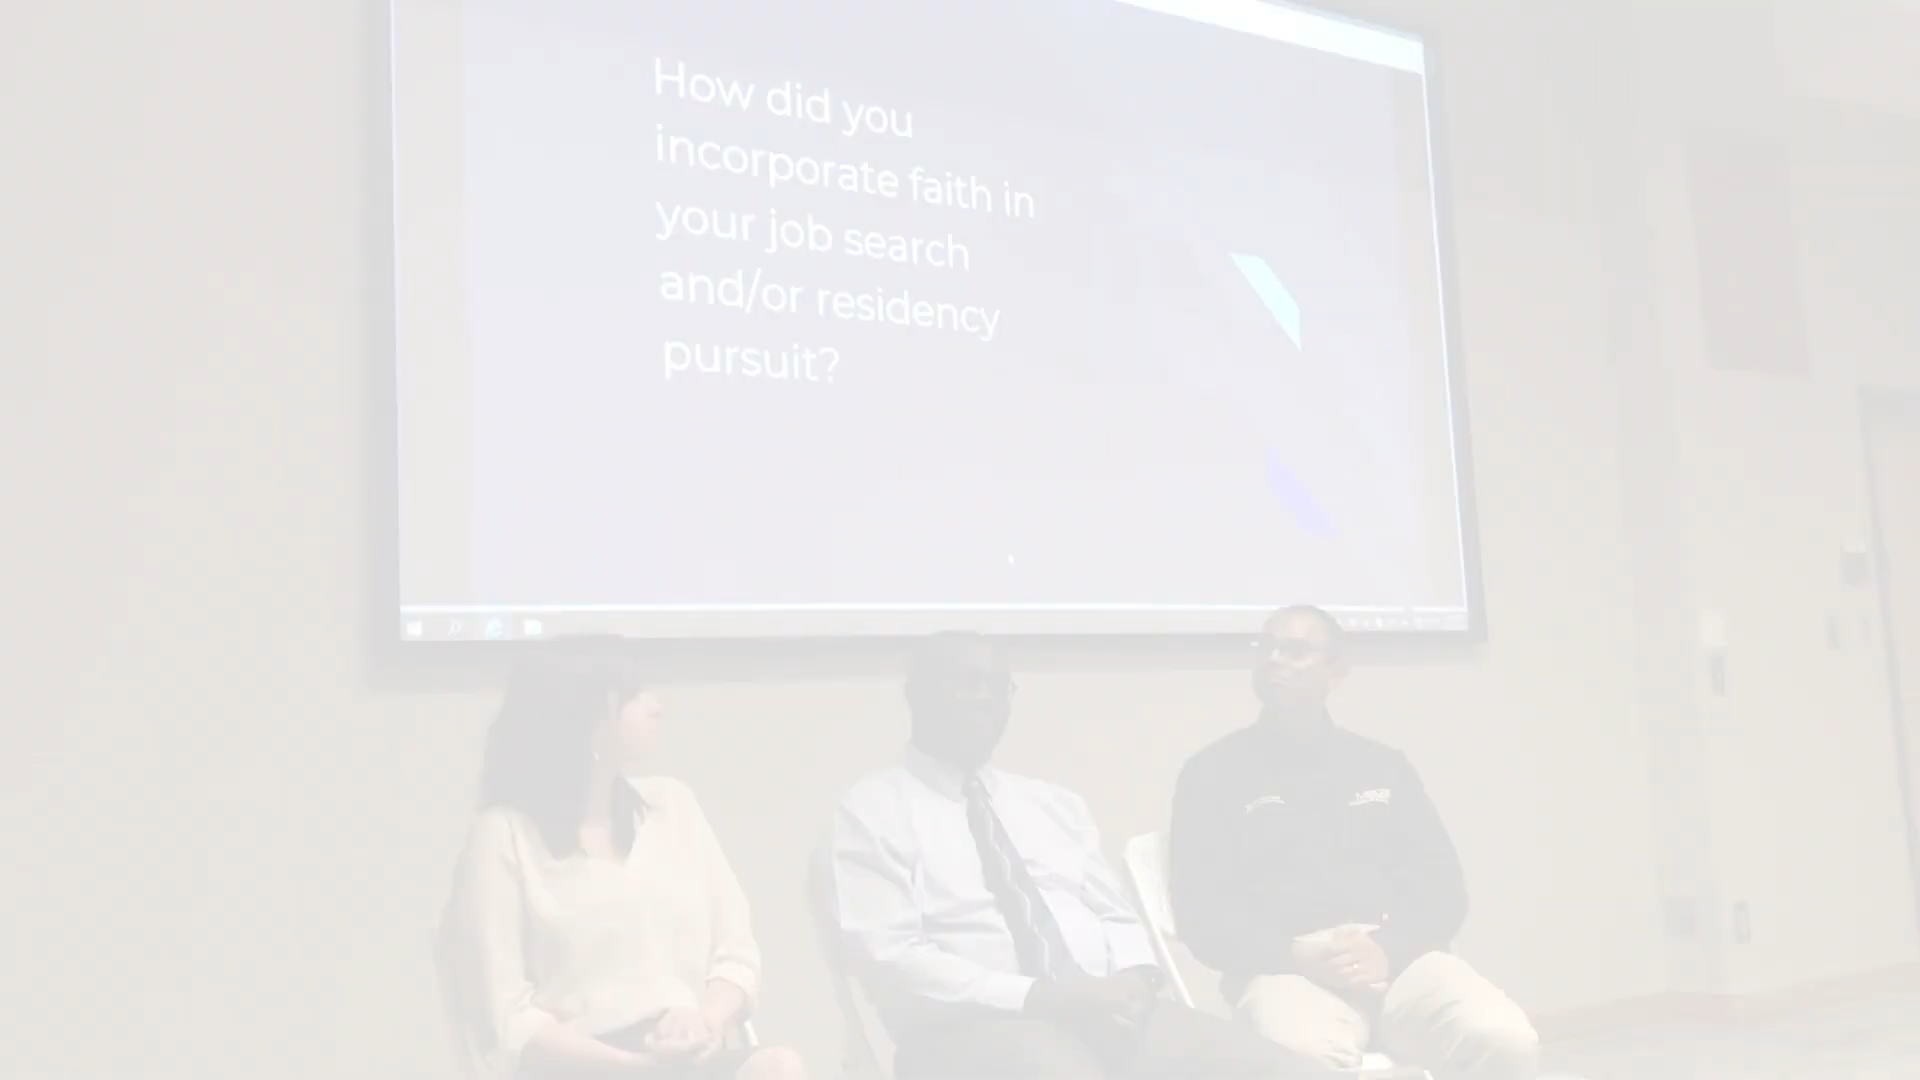 How did you
incorporate faith in
your job search
and/or residency
pursuit?